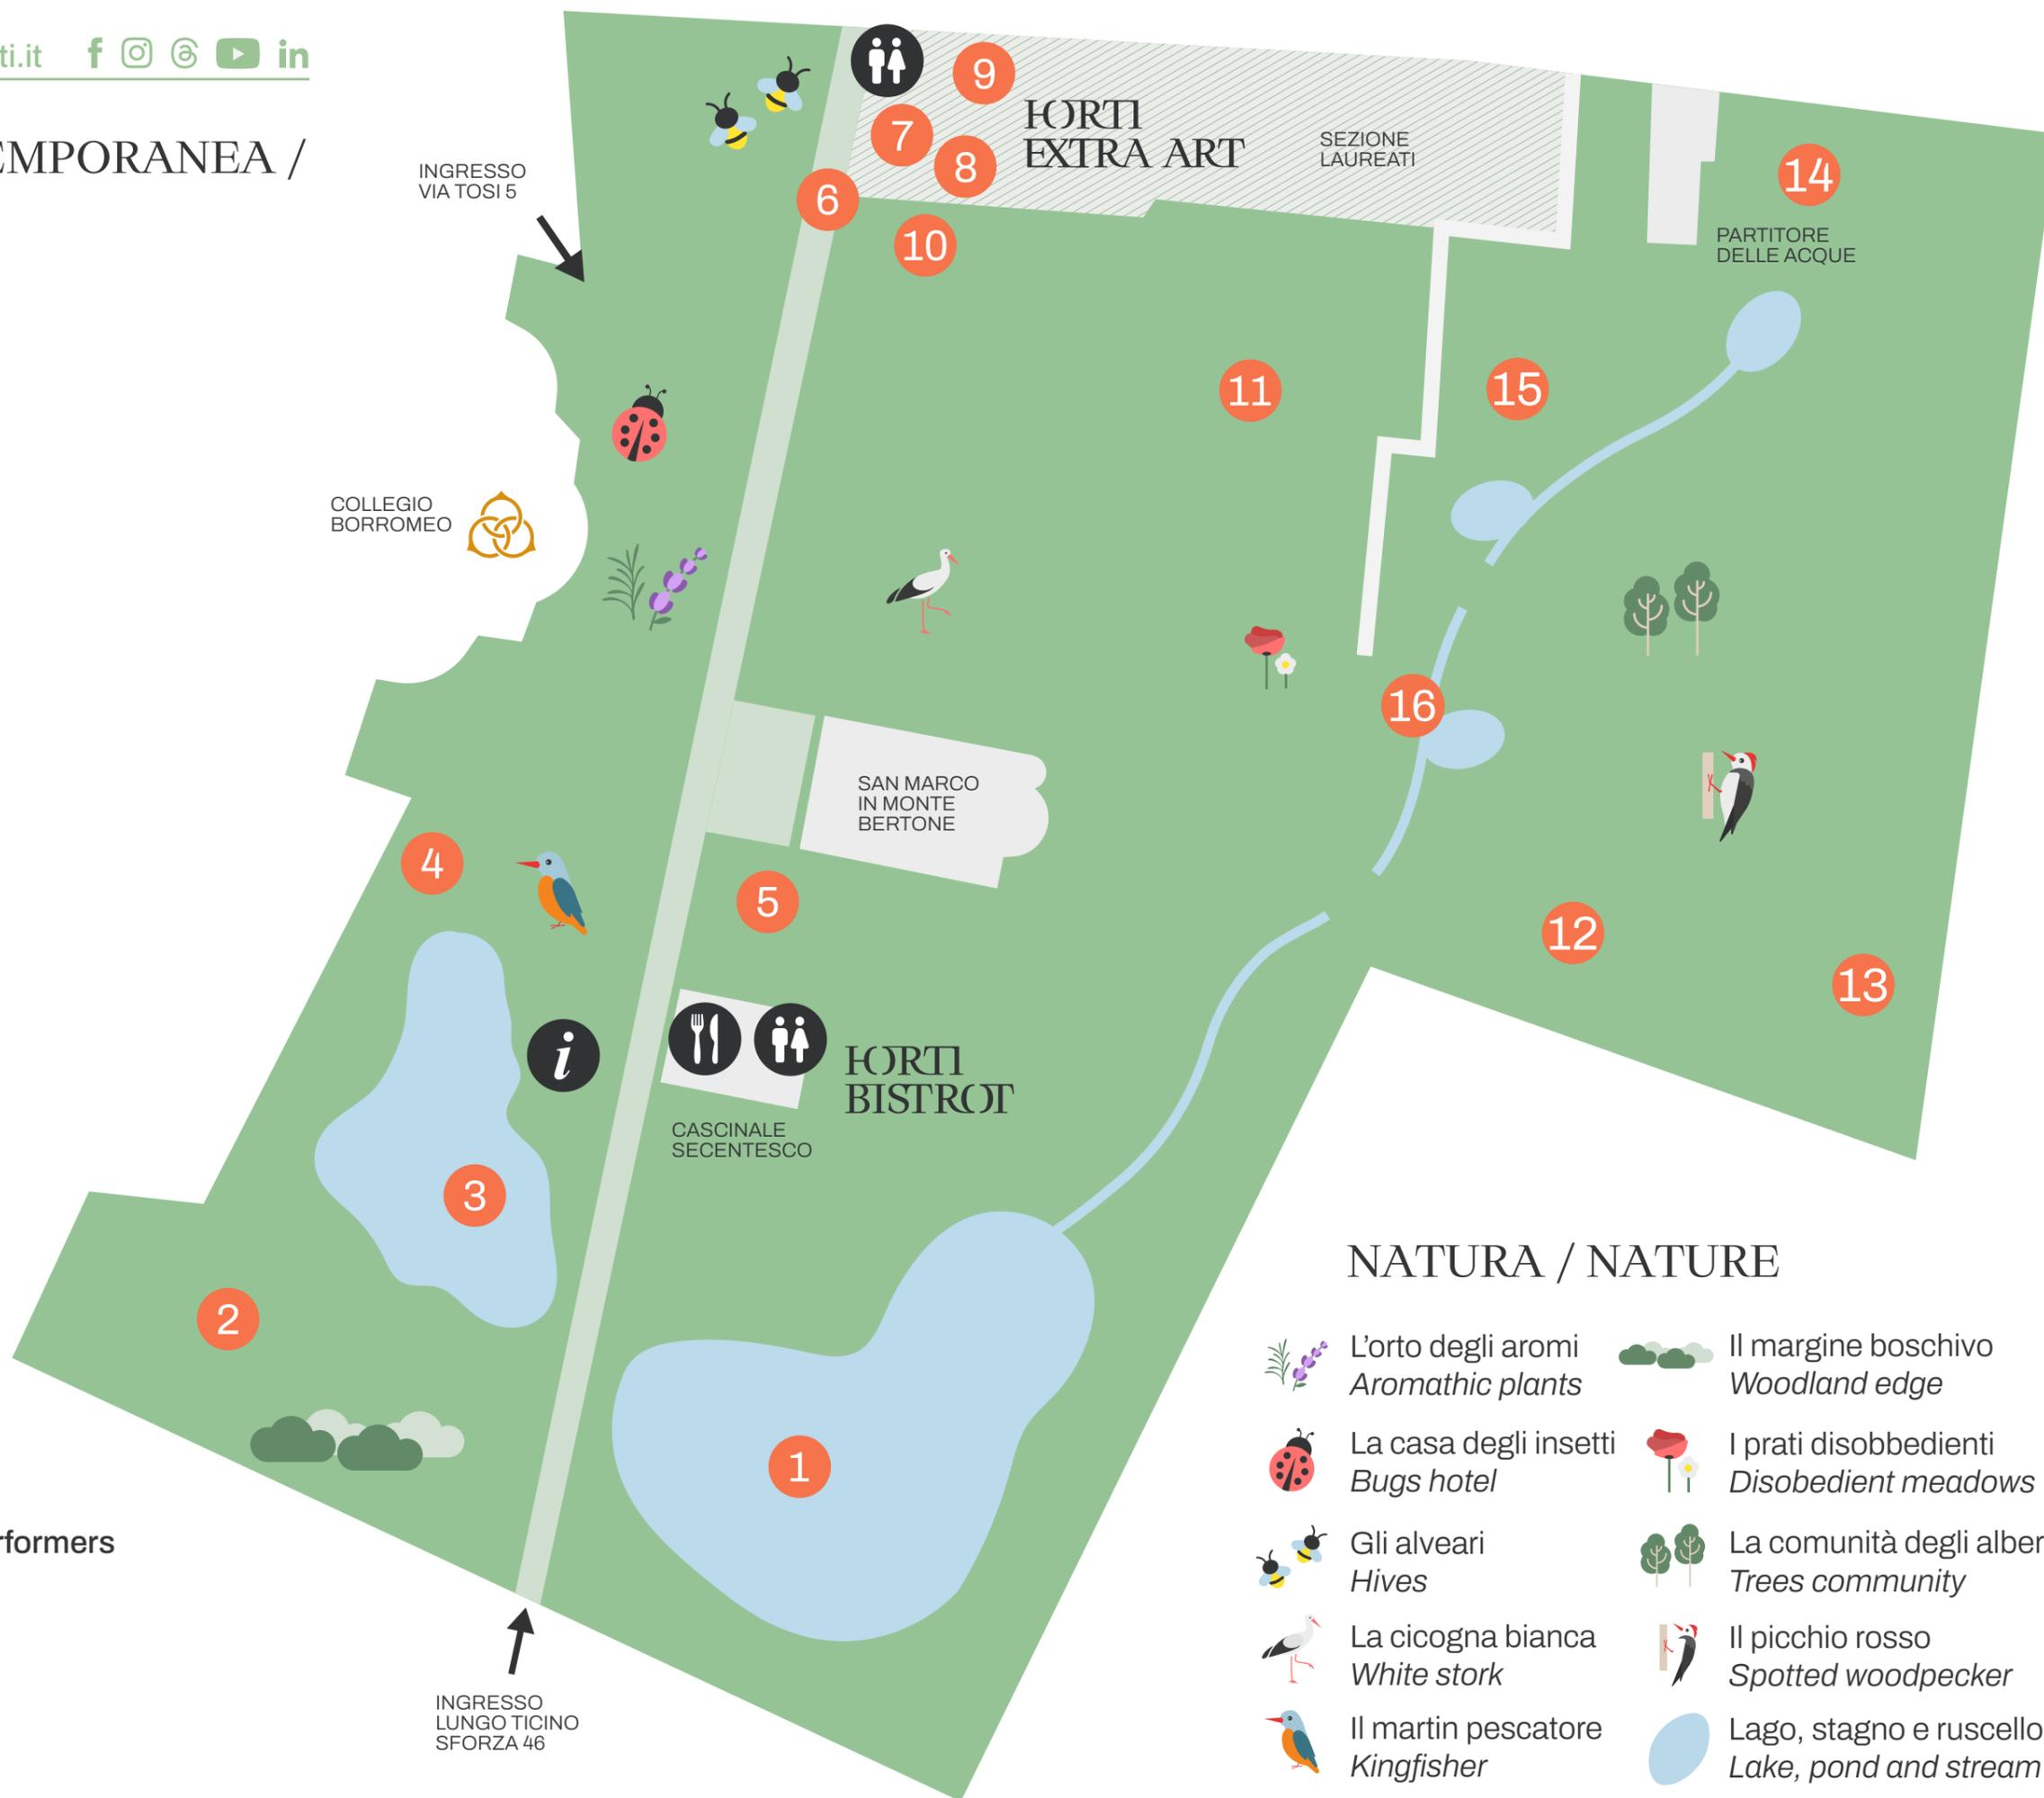 ti.it
EMPORANEA /
INGRESSO
VIA TOSI 5
9
7
8
6
10
HORTI
EXTRA ART
SEZIONE
LAUREATI
14
PARTITORE
DELLE ACQUE
11
15
COLLEGIO
BORROMEO
16
SAN MARCO
IN MONTE
BERTONE
4
5
12
13
i
HORTI
BISTROT
CASCINALE
SECENTESCO
3
2
1
rformers
INGRESSO
LUNGO TICINO
SFORZA 46
NATURA / NATURE
L'orto degli aromi
Aromathic plants
La casa degli insetti
Bugs hotel
Gli alveari
Hives
La cicogna bianca
White stork
Il martin pescatore
Kingfisher
Il margine boschivo
Woodland edge
I prati disobbedienti
Disobedient meadows
La comunità degli alber
Trees community
Il picchio rosso
Spotted woodpecker
Lago, stagno e ruscello
Lake, pond and stream